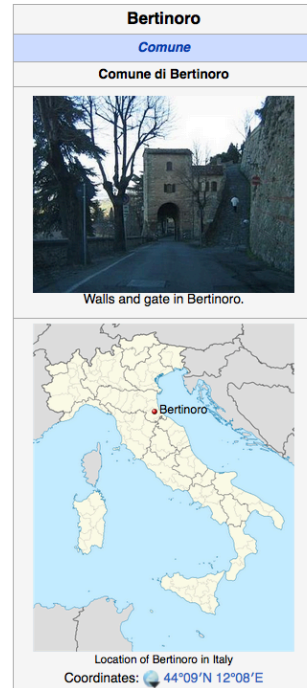 Bertinoro
Comune
Comune di Bertinoro
Walls and gate in Bertinoro.
Bertinoro
Location of Bertinoro in Italy
Coordinates: 44°09′N 12°08′E